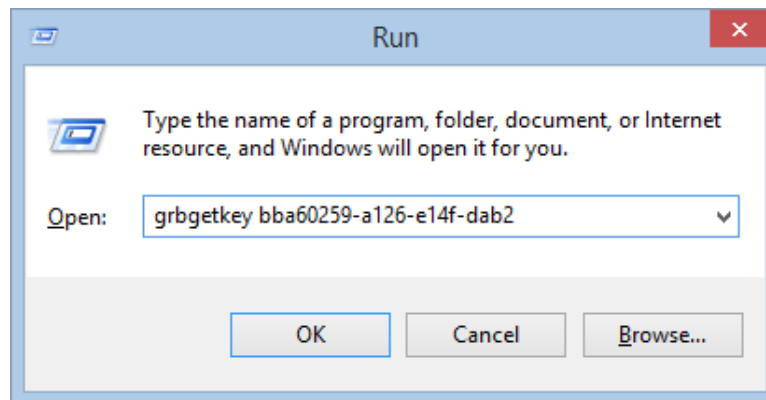 Run
Type the name of a program, folder, document, or Internet
resource, and Windows will open it for you.
Open: grbgetkey bba60259-a126-e14f-dab2
OK Cancel Browse...